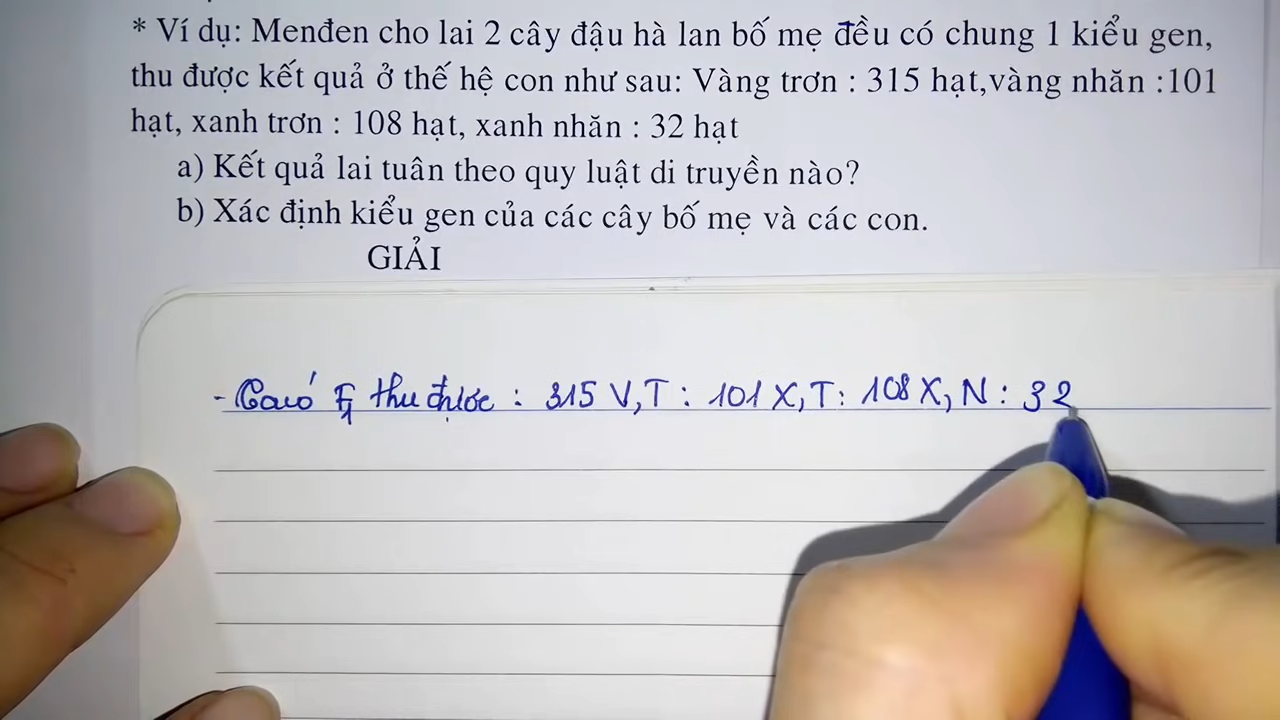 * Ví dụ: Menđen cho lai 2 cây đậu hà lan bố mẹ đều có chung 1 kiểu gen,
thu được kết quả ở thế hệ con như sau: Vàng trơn : 315 hạt,vàng nhăn :101
hạt, xanh trơn : 108 hạt, xanh nhăn : 32 hạt
a) Kết quả lai tuân theo quy luật di truyền nào?
b) Xác định kiểu gen của các cây bố mẹ và các con.
GIẢI
- F1 thu được : 315 V,T : 101 X,T : 108 X,N : 32